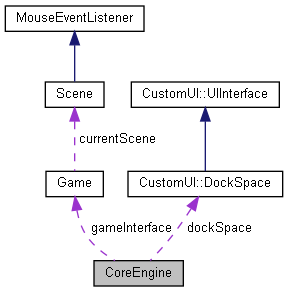 MouseEventListener
Scene
CustomUI::UIInterface
currentScene
Game
CustomUI::DockSpace
gameInterface
dockSpace
CoreEngine